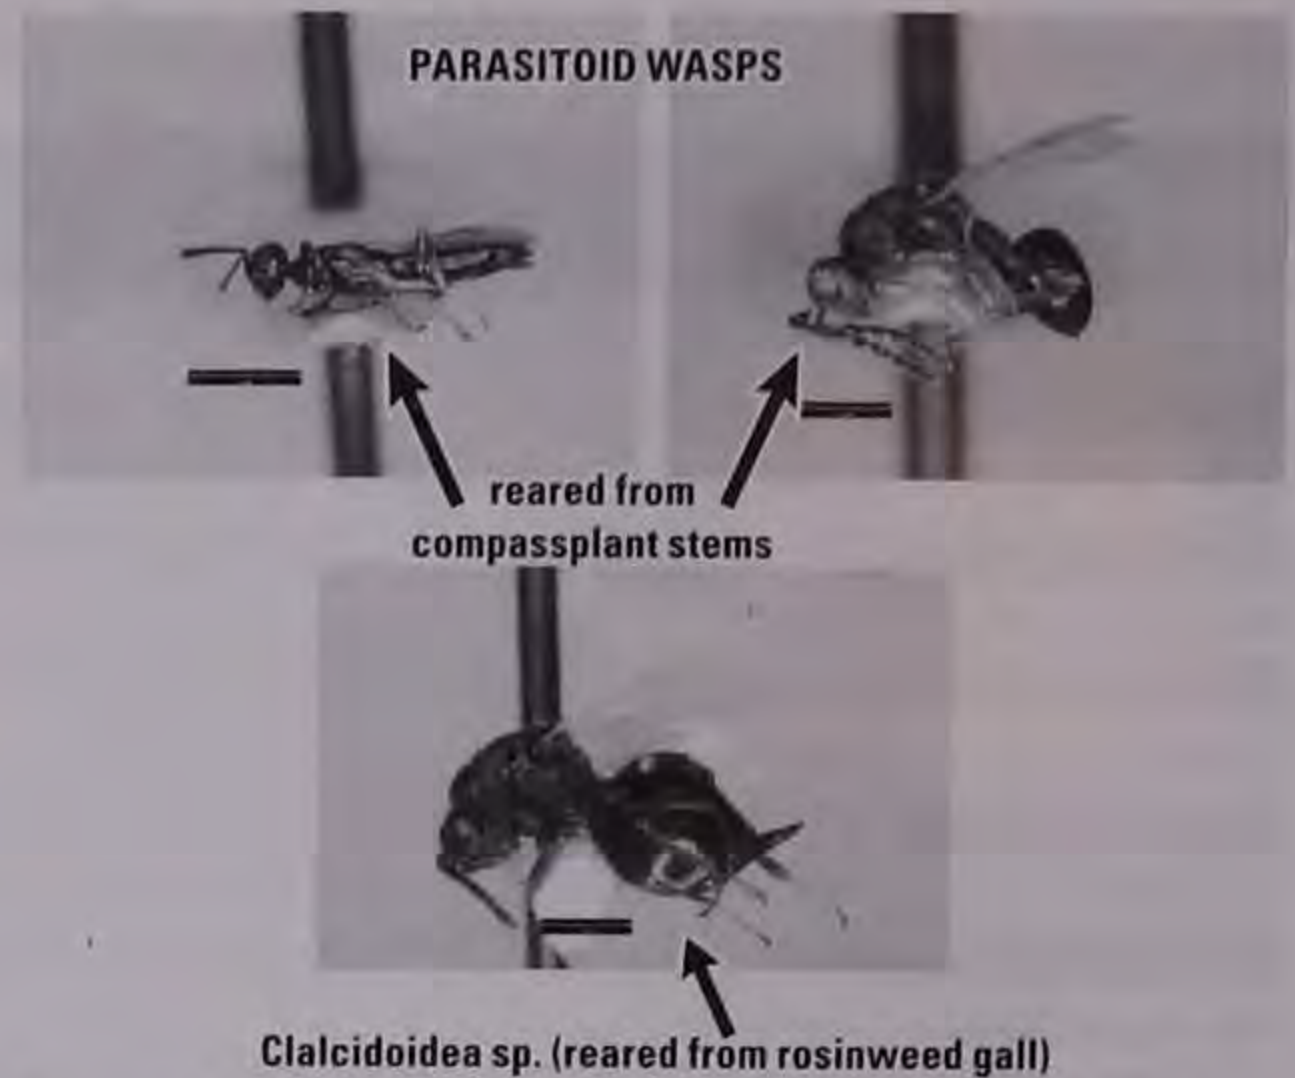 PARASITOID WASPS
reared from
compassplant stems
Clalcidoidea sp. (reared from rosinweed gall)